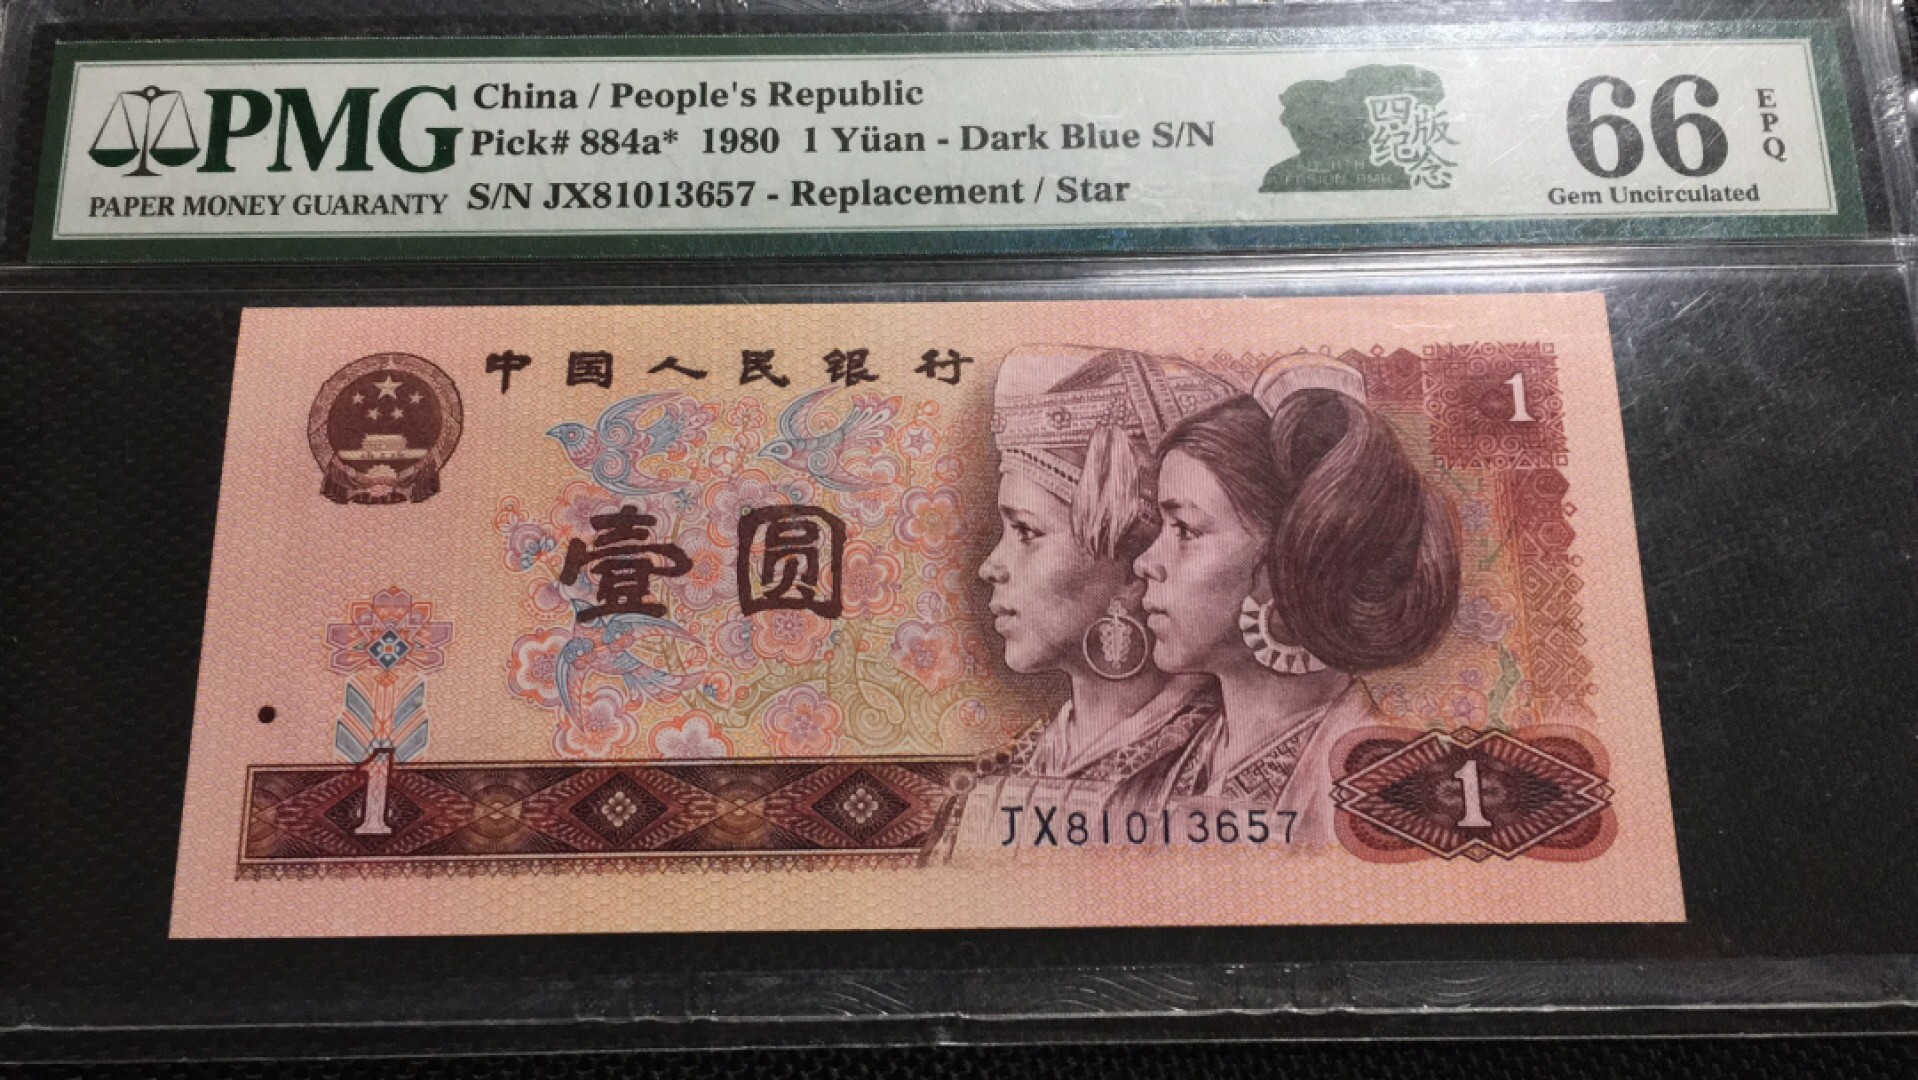 PMG
PAPER MONEY GUARANTY
China / People's Republic
Pick# 884a* 1980 1 Yüan - Dark Blue S/N
S/N JX81013657 - Replacement / Star
四版
纪念
66
EPQ
Gem Uncirculated
中国人民银行
1
壹圆
1
1
JX81013657